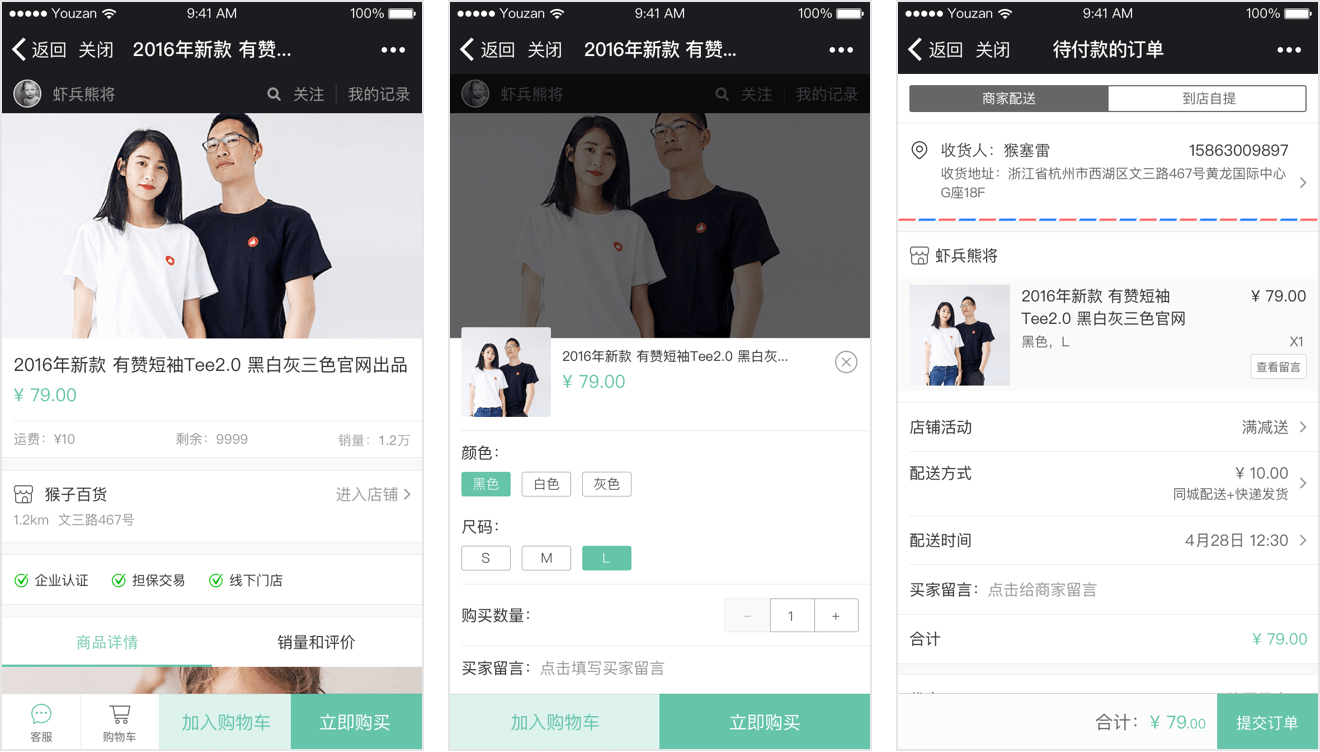 ●●●●● Youzan 9:41 AM 100%
返回 关闭 2016年新款 有赞... •••
虾兵熊将 关注 我的记录
2016年新款 有赞短袖Tee2.0 黑白灰三色官网出品
¥ 79.00
运费：¥10 剩余：9999 销量：1.2万
猴子百货 进入店铺
1.2km 文三路467号
企业认证 担保交易 线下门店
商品详情 销量和评价
客服 购物车 加入购物车 立即购买
●●●●● Youzan 9:41 AM 100%
返回 关闭 2016年新款 有赞... •••
虾兵熊将 关注 我的记录
2016年新款 有赞短袖Tee2.0 黑白灰...
¥ 79.00
颜色：
黑色 白色 灰色
尺码：
S M L
购买数量： − 1 +
买家留言：点击填写买家留言
加入购物车 立即购买
●●●●● Youzan 9:41 AM 100%
返回 关闭 待付款的订单 •••
商家配送 到店自提
收货人：猴塞雷 15863009897
收货地址：浙江省杭州市西湖区文三路467号黄龙国际中心
G座18F
虾兵熊将
2016年新款 有赞短袖 ¥ 79.00
Tee2.0 黑白灰三色官网
黑色，L X1
查看留言
店铺活动 满减送
配送方式 ¥ 10.00
同城配送+快递发货
配送时间 4月28日 12:30
买家留言：点击给商家留言
合计 ¥ 79.00
合计：¥ 79.00 提交订单